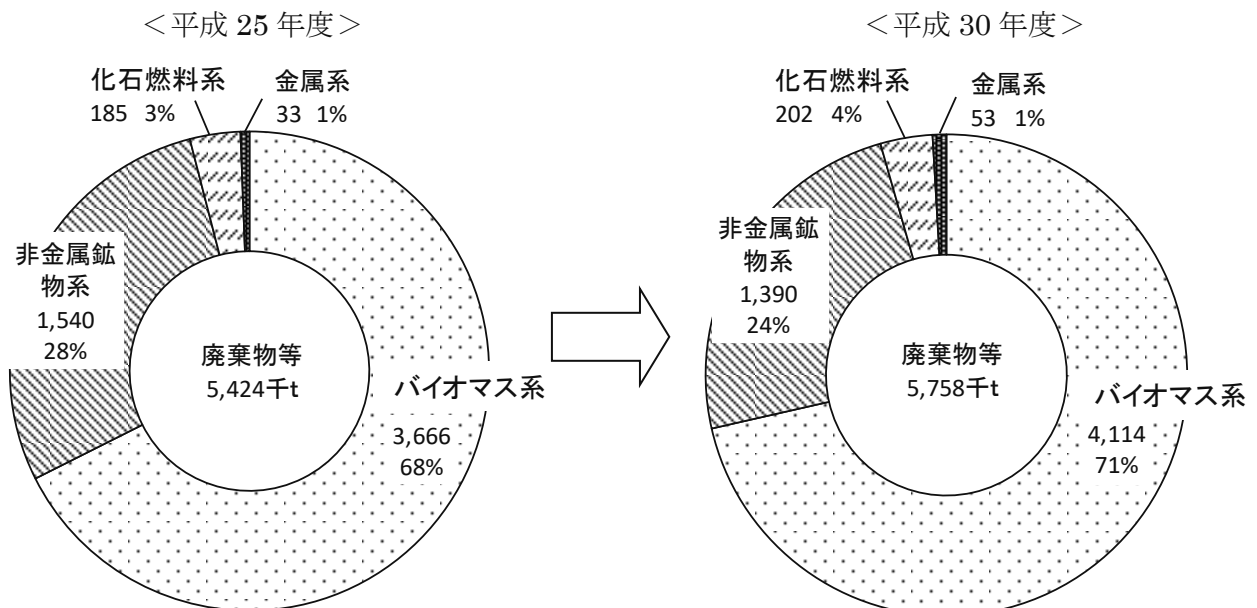 ＜平成 25 年度＞
化石燃料系
185 3%
金属系
33 1%
非金属鉱
物系
1,540
28%
廃棄物等
5,424千t
バイオマス系
3,666
68%
＜平成 30 年度＞
化石燃料系
202 4%
金属系
53 1%
非金属鉱
物系
1,390
24%
廃棄物等
5,758千t
バイオマス系
4,114
71%